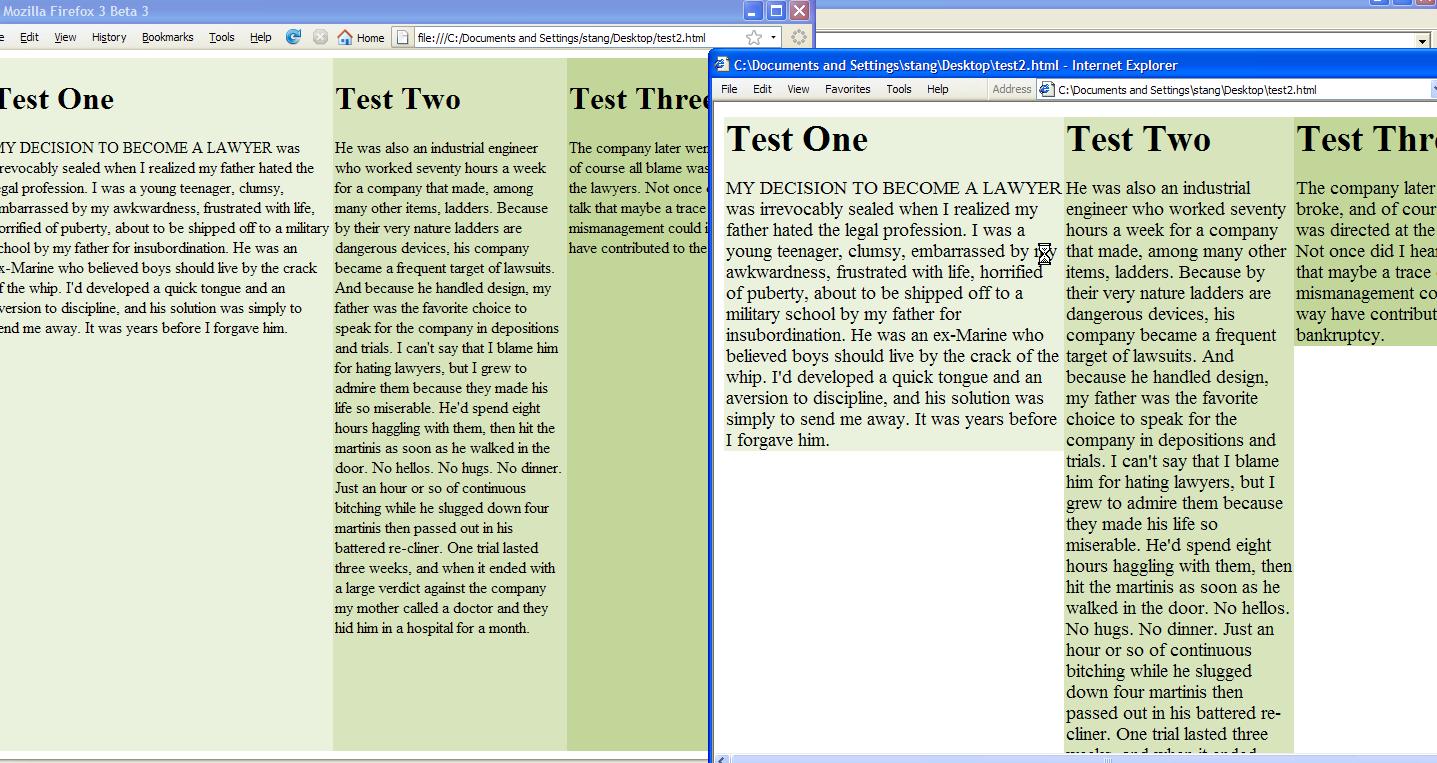 Mozilla Firefox 3 Beta 3
Edit View History Bookmarks Tools Help Home file:///C:/Documents and Settings/stang/Desktop/test2.html
Test One
MY DECISION TO BECOME A LAWYER was
rrevocably sealed when I realized my father hated the
egal profession. I was a young teenager, clumsy,
mbarrassed by my awkwardness, frustrated with life,
orrified of puberty, about to be shipped off to a military
chool by my father for insubordination. He was an
x-Marine who believed boys should live by the crack
f the whip. I'd developed a quick tongue and an
version to discipline, and his solution was simply to
end me away. It was years before I forgave him.
Test Two
He was also an industrial engineer
who worked seventy hours a week
for a company that made, among
many other items, ladders. Because
by their very nature ladders are
dangerous devices, his company
became a frequent target of lawsuits.
And because he handled design, my
father was the favorite choice to
speak for the company in depositions
and trials. I can't say that I blame him
for hating lawyers, but I grew to
admire them because they made his
life so miserable. He'd spend eight
hours haggling with them, then hit the
martinis as soon as he walked in the
door. No hellos. No hugs. No dinner.
Just an hour or so of continuous
bitching while he slugged down four
martinis then passed out in his
battered re-cliner. One trial lasted
three weeks, and when it ended with
a large verdict against the company
my mother called a doctor and they
hid him in a hospital for a month.
Test Three
The company later wen
of course all blame was
the lawyers. Not once
talk that maybe a trace
mismanagement could i
have contributed to the
C:\Documents and Settings\stang\Desktop\test2.html - Internet Explorer
File Edit View Favorites Tools Help Address C:\Documents and Settings\stang\Desktop\test2.html
Test One
MY DECISION TO BECOME A LAWYER
was irrevocably sealed when I realized my
father hated the legal profession. I was a
young teenager, clumsy, embarrassed by my
awkwardness, frustrated with life, horrified
of puberty, about to be shipped off to a
military school by my father for
insubordination. He was an ex-Marine who
believed boys should live by the crack of the
whip. I'd developed a quick tongue and an
aversion to discipline, and his solution was
simply to send me away. It was years before
I forgave him.
Test Two
He was also an industrial
engineer who worked seventy
hours a week for a company
that made, among many other
items, ladders. Because by
their very nature ladders are
dangerous devices, his
company became a frequent
target of lawsuits. And
because he handled design,
my father was the favorite
choice to speak for the
company in depositions and
trials. I can't say that I blame
him for hating lawyers, but I
grew to admire them because
they made his life so
miserable. He'd spend eight
hours haggling with them, then
hit the martinis as soon as he
walked in the door. No hellos.
No hugs. No dinner. Just an
hour or so of continuous
bitching while he slugged
down four martinis then
passed out in his battered re-
cliner. One trial lasted three
weeks, and when it ended
Test Thr
The company later
broke, and of cour
was directed at the
Not once did I hear
that maybe a trace
mismanagement co
way have contribut
bankruptcy.